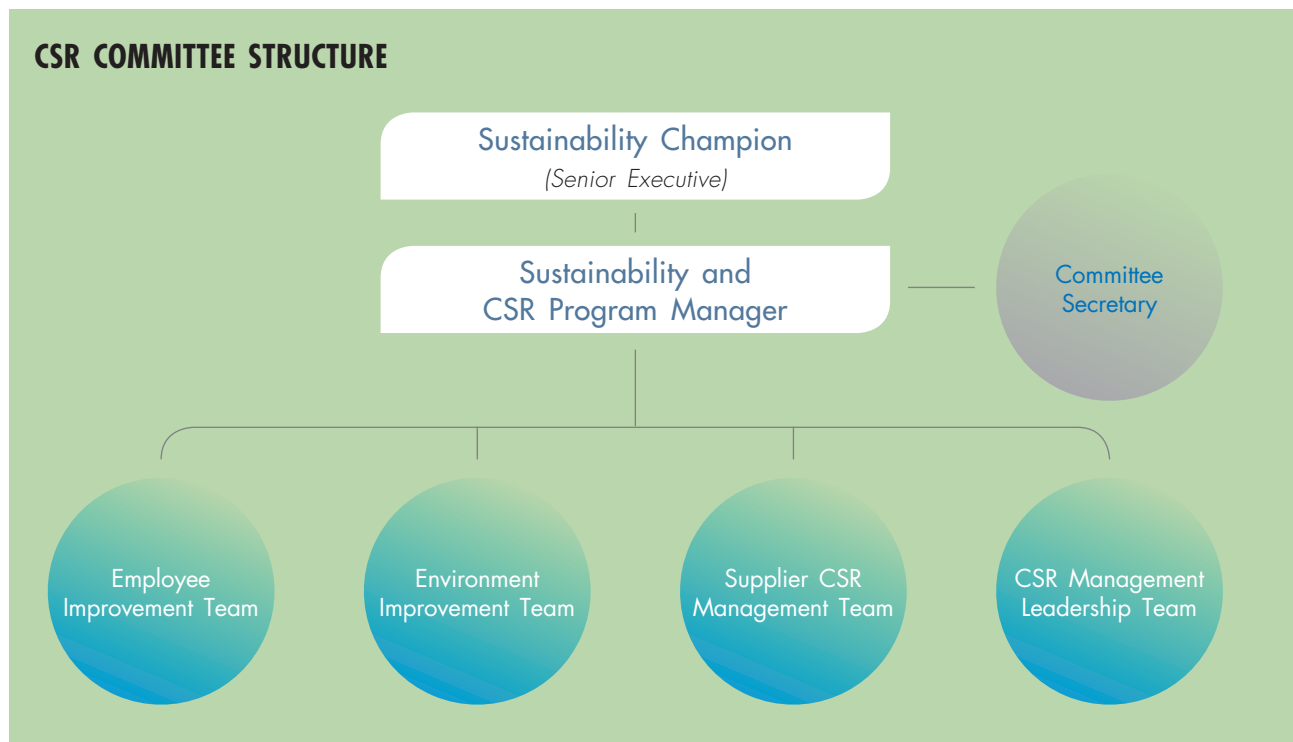 CSR COMMITTEE STRUCTURE
Sustainability Champion
(Senior Executive)
Sustainability and
CSR Program Manager
Committee
Secretary
Employee
Improvement Team
Environment
Improvement Team
Supplier CSR
Management Team
CSR Management
Leadership Team